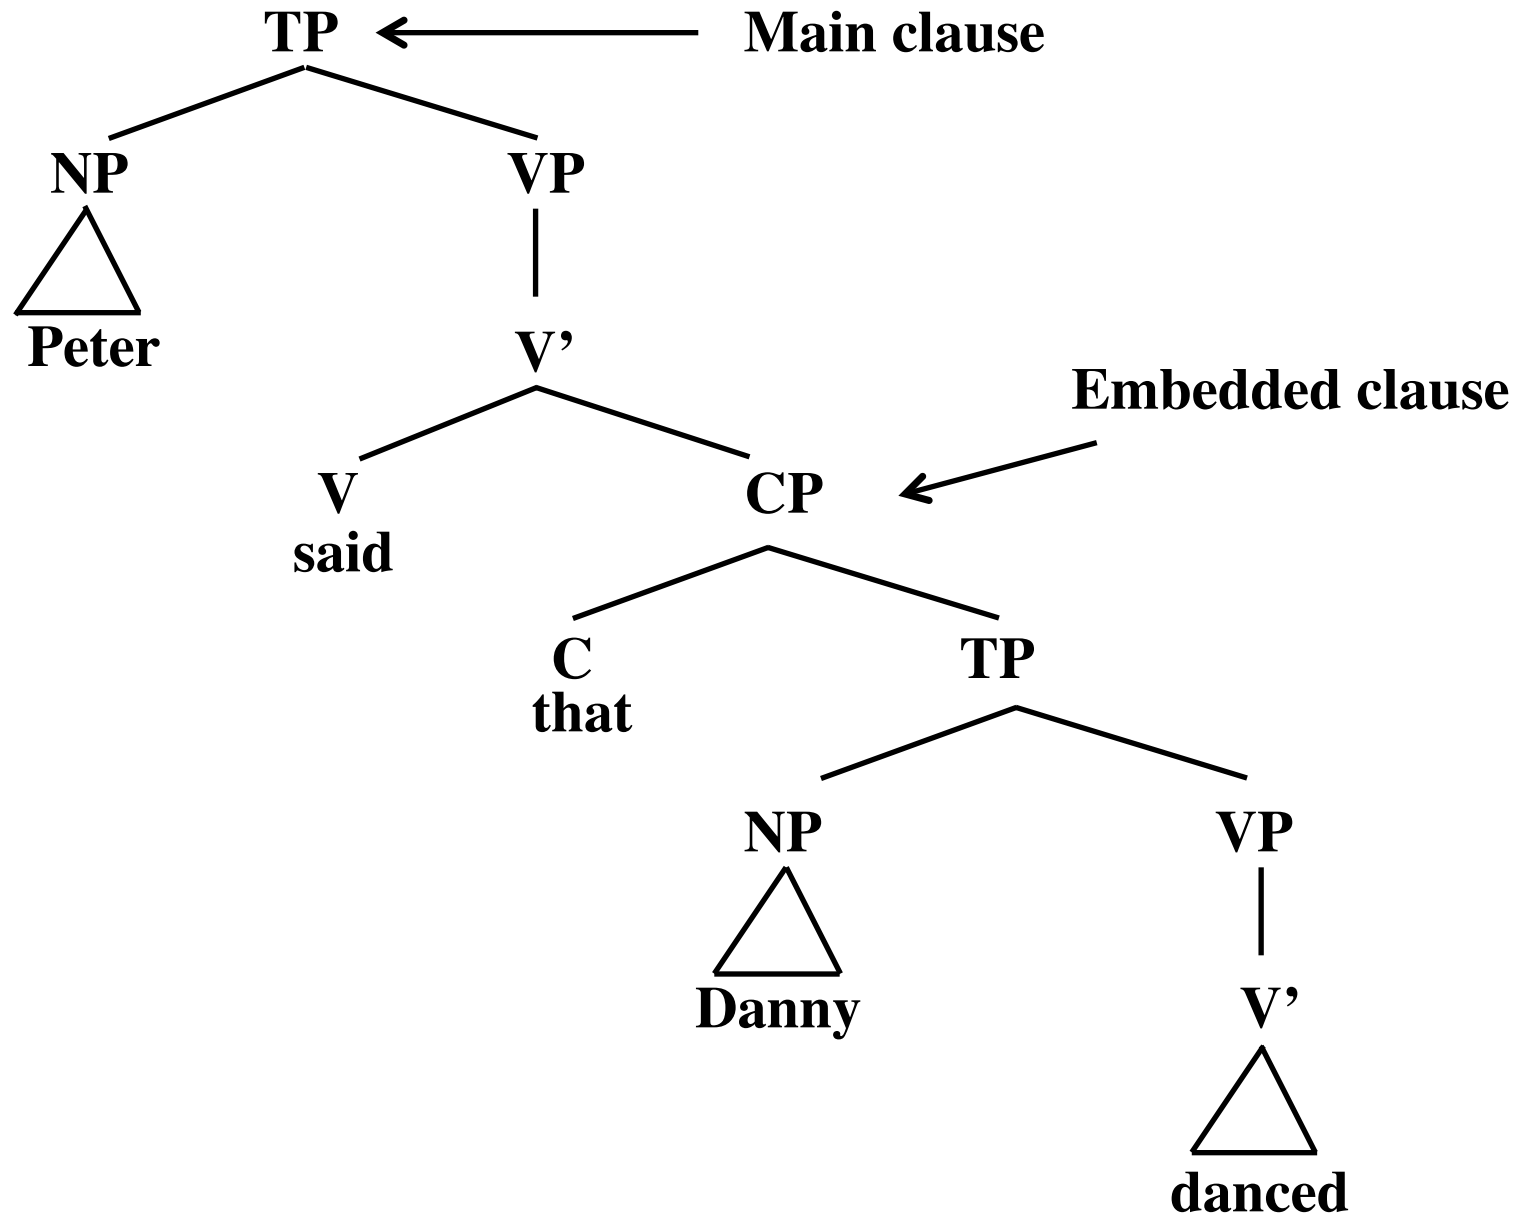 TP Main clause
NP VP
Peter
V’
Embedded clause
V CP
said
C TP
that
NP VP
Danny V’
danced